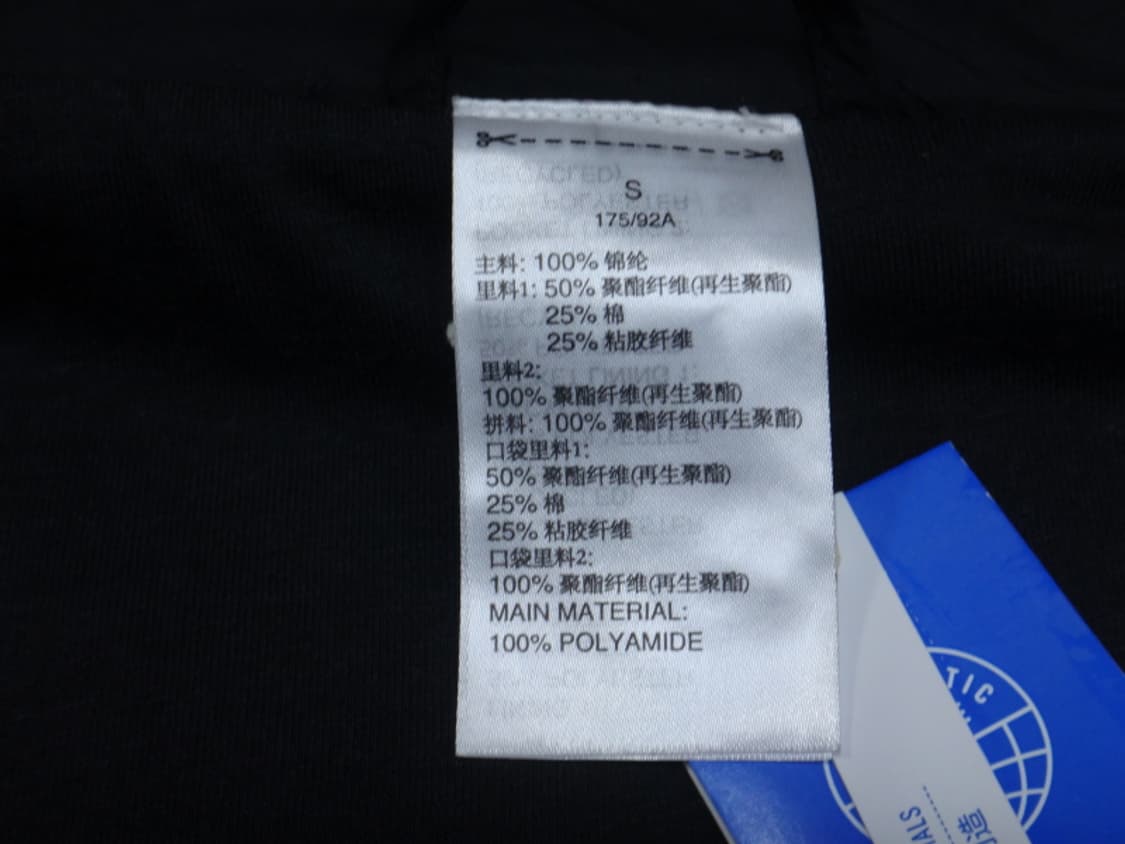 S
175/92A
主料: 100% 锦纶
里料1: 50% 聚酯纤维(再生聚酯)
25% 棉
25% 粘胶纤维
里料2:
100% 聚酯纤维(再生聚酯)
拼料: 100% 聚酯纤维(再生聚酯)
口袋里料1:
50% 聚酯纤维(再生聚酯)
25% 棉
25% 粘胶纤维
口袋里料2:
100% 聚酯纤维(再生聚酯)
MAIN MATERIAL:
100% POLYAMIDE
TIC
ALS
造